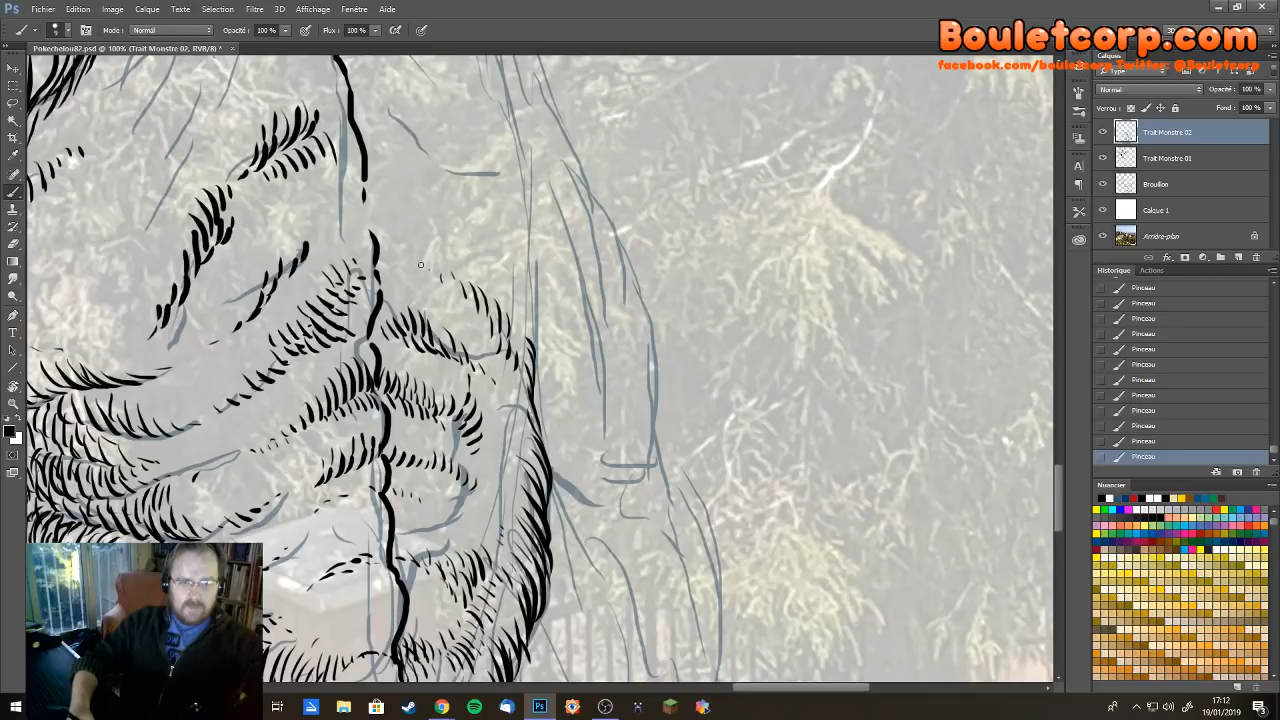 Ps Fichier Edition Image Calque Texte Sélection Filtre 3D Affichage Fenêtre Aide
Mode : Normal Opacité : 100 % Flux : 100 %
Pokechelou82.psd @ 100% (Trait Monstre 02, RVB/8) *
Bouletcorp.com
facebook.com/bouletcorp Twitter: @Bouletcorp
Calques
Type
Normal Opacité : 100 %
Verrou : Fond : 100 %
Trait Monstre 02
Trait Monstre 01
Brouillon
Calque 1
Arrière-plan
Historique Actions
Pinceau
Pinceau
Pinceau
Pinceau
Pinceau
Pinceau
Pinceau
Pinceau
Pinceau
Pinceau
Pinceau
Pinceau
Nuancier
17:12
19/01/2019